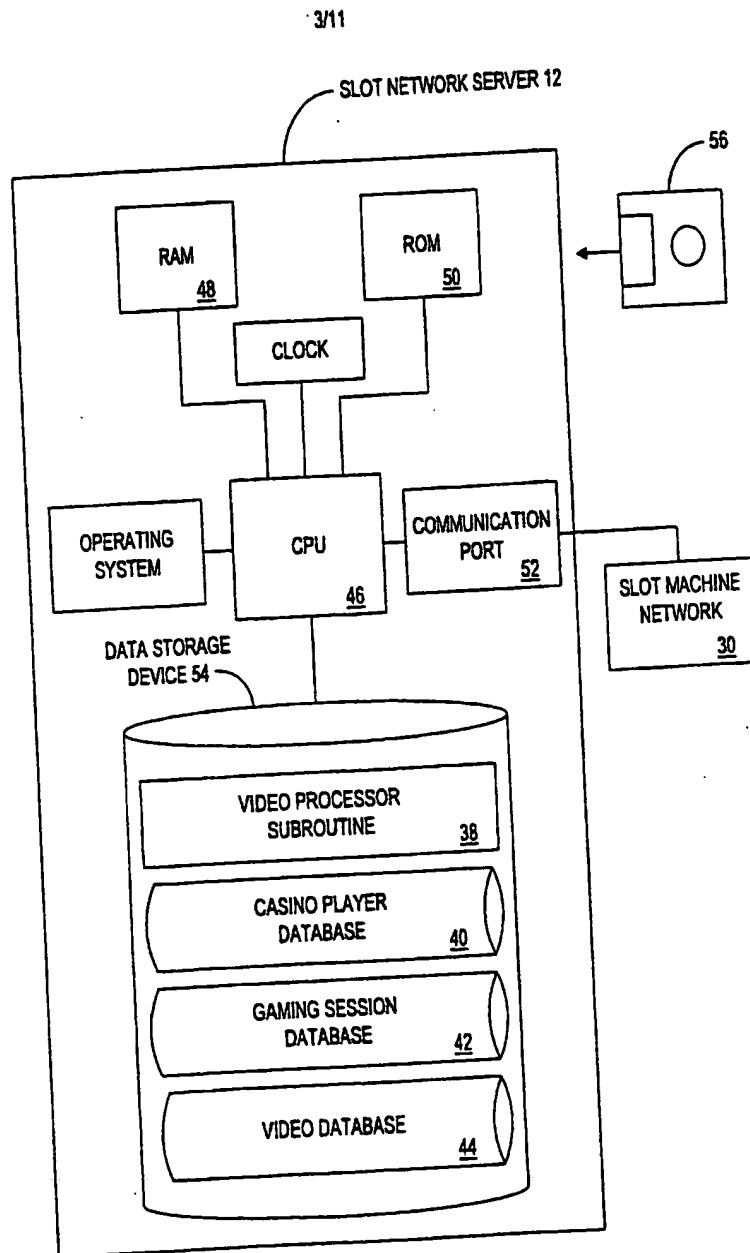 3/11
SLOT NETWORK SERVER 12
56
RAM
48
ROM
50
CLOCK
OPERATING
SYSTEM
CPU
46
COMMUNICATION
PORT
52
SLOT MACHINE
NETWORK
30
DATA STORAGE
DEVICE 54
VIDEO PROCESSOR
SUBROUTINE
38
CASINO PLAYER
DATABASE
40
GAMING SESSION
DATABASE
42
VIDEO DATABASE
44